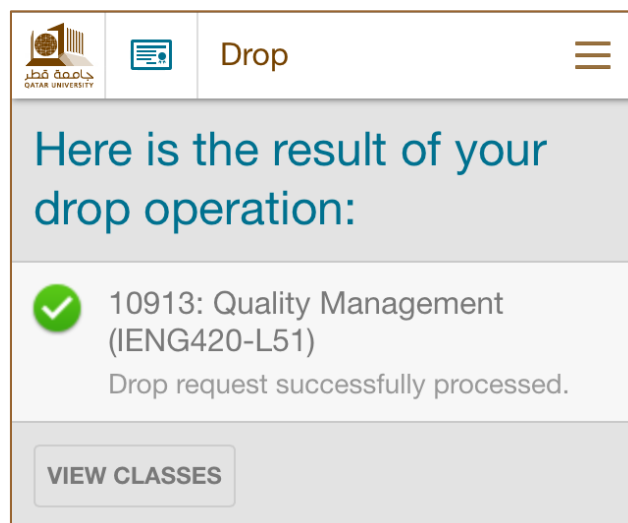 جامعة قطر
QATAR UNIVERSITY
Drop
Here is the result of your
drop operation:
10913: Quality Management
(IENG420-L51)
Drop request successfully processed.
VIEW CLASSES